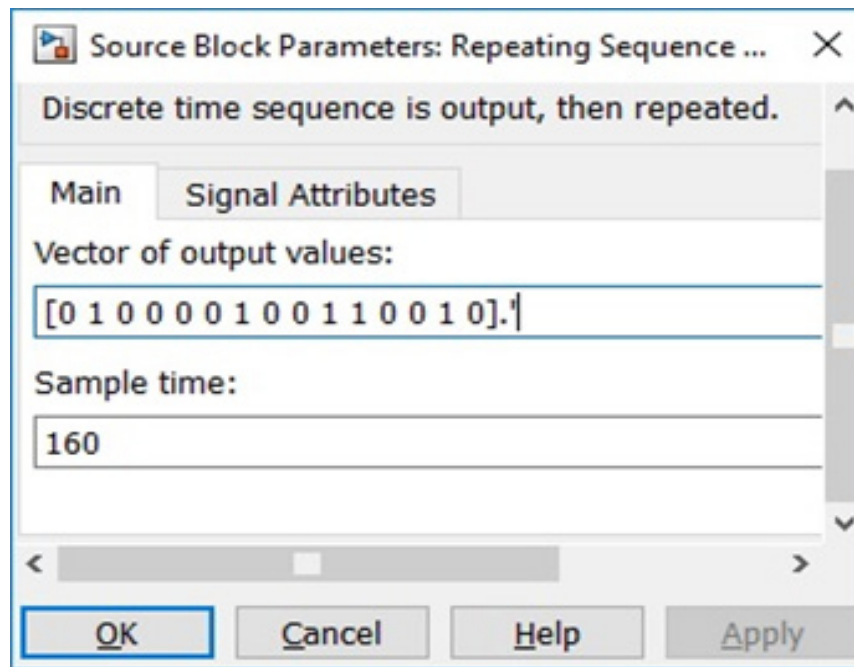 Source Block Parameters: Repeating Sequence ...
Discrete time sequence is output, then repeated.
Main Signal Attributes
Vector of output values:
[0 1 0 0 0 0 1 0 0 1 1 0 0 1 0].'
Sample time:
160
OK Cancel Help Apply